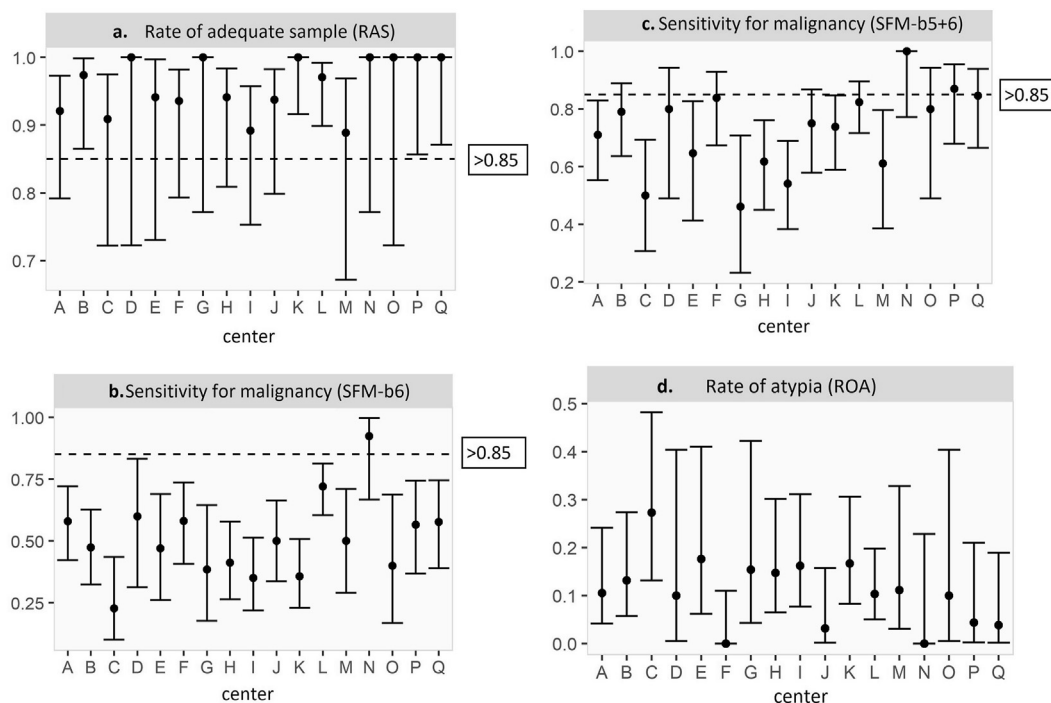 a. Rate of adequate sample (RAS)
1.0
0.9
0.8
0.7
>0.85
A B C D E F G H I J K L M N O P Q
center
b.Sensitivity for malignancy (SFM-b6)
1.00
0.75
0.50
0.25
>0.85
A B C D E F G H I J K L M N O P Q
center
c. Sensitivity for malignancy (SFM-b5+6)
1.0
0.8
0.6
0.4
0.2
>0.85
A B C D E F G H I J K L M N O P Q
center
d. Rate of atypia (ROA)
0.5
0.4
0.3
0.2
0.1
0.0
A B C D E F G H I J K L M N O P Q
center